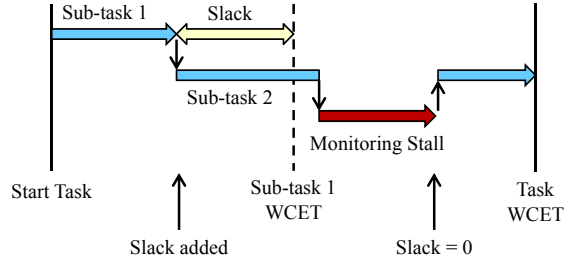 Sub-task 1
Slack
Sub-task 2
Monitoring Stall
Start Task
Sub-task 1
WCET
Task
WCET
Slack added
Slack = 0